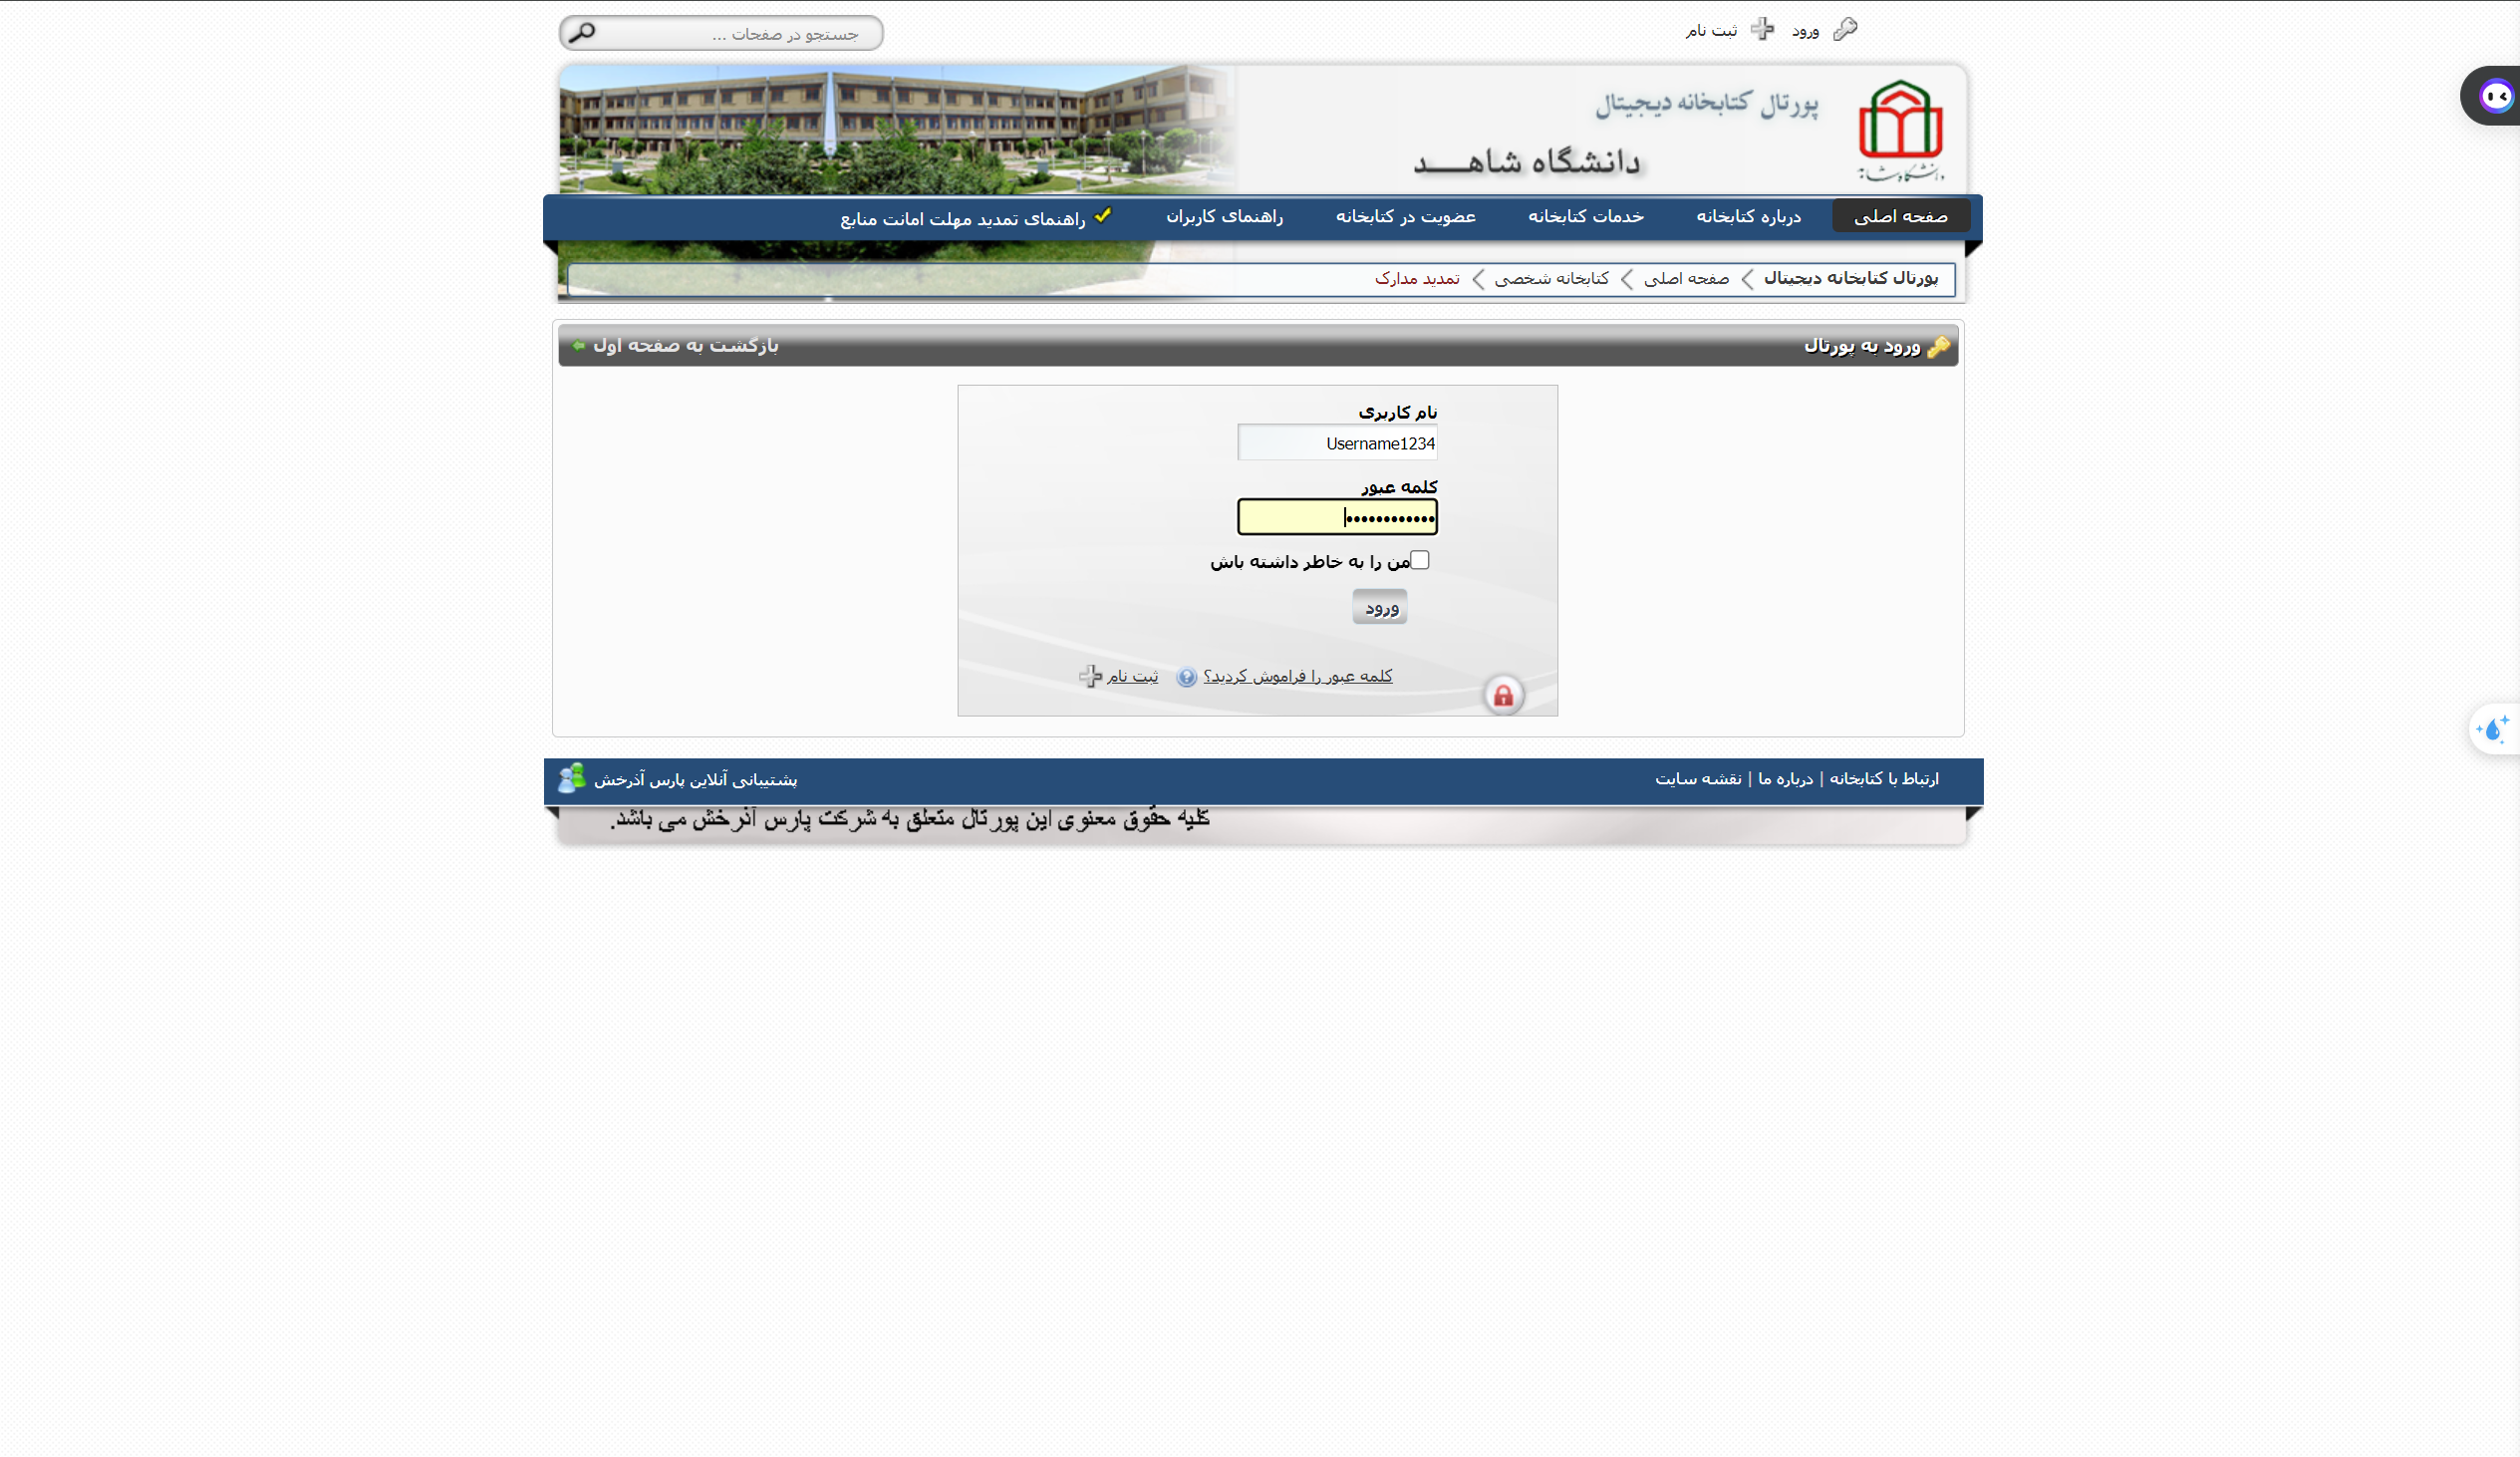 ورود
ثبت نام
جستجو در صفحات ...
پورتال کتابخانه دیجیتال
دانشگاه شاهـــد
دانشگاه شاهد
صفحه اصلی
درباره کتابخانه
خدمات کتابخانه
عضویت در کتابخانه
راهنمای کاربران
راهنمای تمدید مهلت امانت منابع
پورتال کتابخانه دیجیتال
صفحه اصلی
کتابخانه شخصی
تمدید مدارک
ورود به پورتال
بازگشت به صفحه اول
نام کاربری
Username1234
کلمه عبور
••••••••••••
من را به خاطر داشته باش
ورود
کلمه عبور را فراموش کردید؟
ثبت نام
ارتباط با کتابخانه | درباره ما | نقشه سایت
پشتیبانی آنلاین پارس آذرخش
کلیه حقوق معنوی این پورتال متعلق به شرکت پارس آذرخش می باشد.